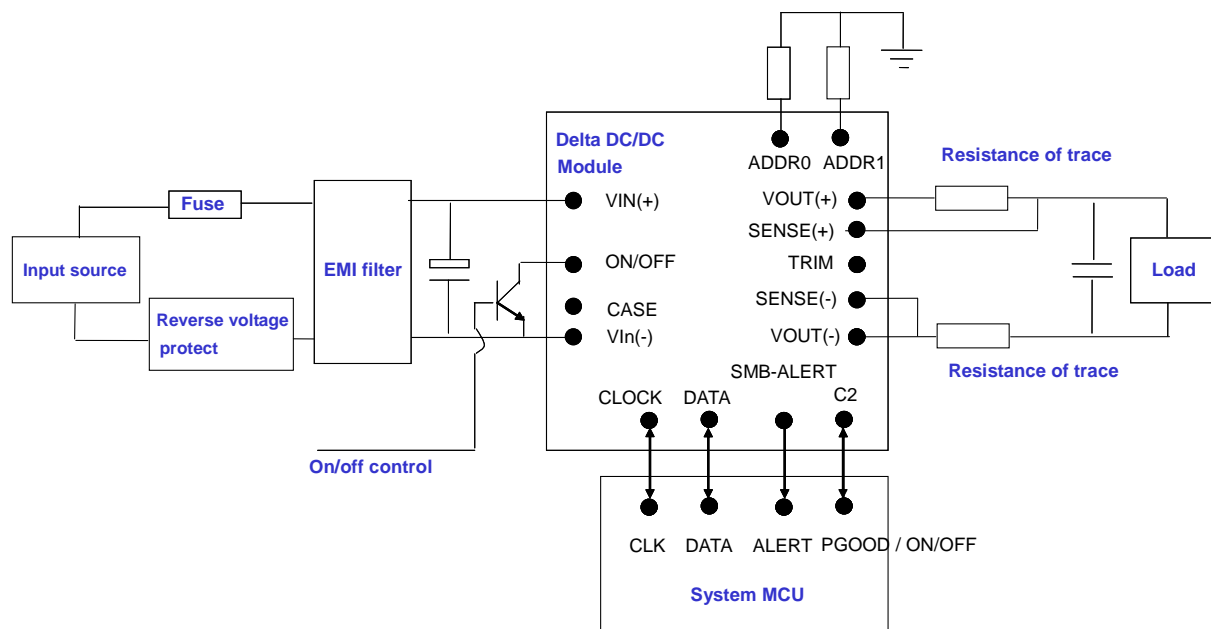 Delta DC/DC
Module
ADDR0
ADDR1
Resistance of trace
Fuse
VIN(+)
VOUT(+)
SENSE(+)
Input source
EMI filter
ON/OFF
TRIM
Load
CASE
SENSE(-)
Reverse voltage
protect
VIn(-)
VOUT(-)
Resistance of trace
SMB-ALERT
CLOCK
DATA
C2
On/off control
CLK
DATA
ALERT
PGOOD / ON/OFF
System MCU